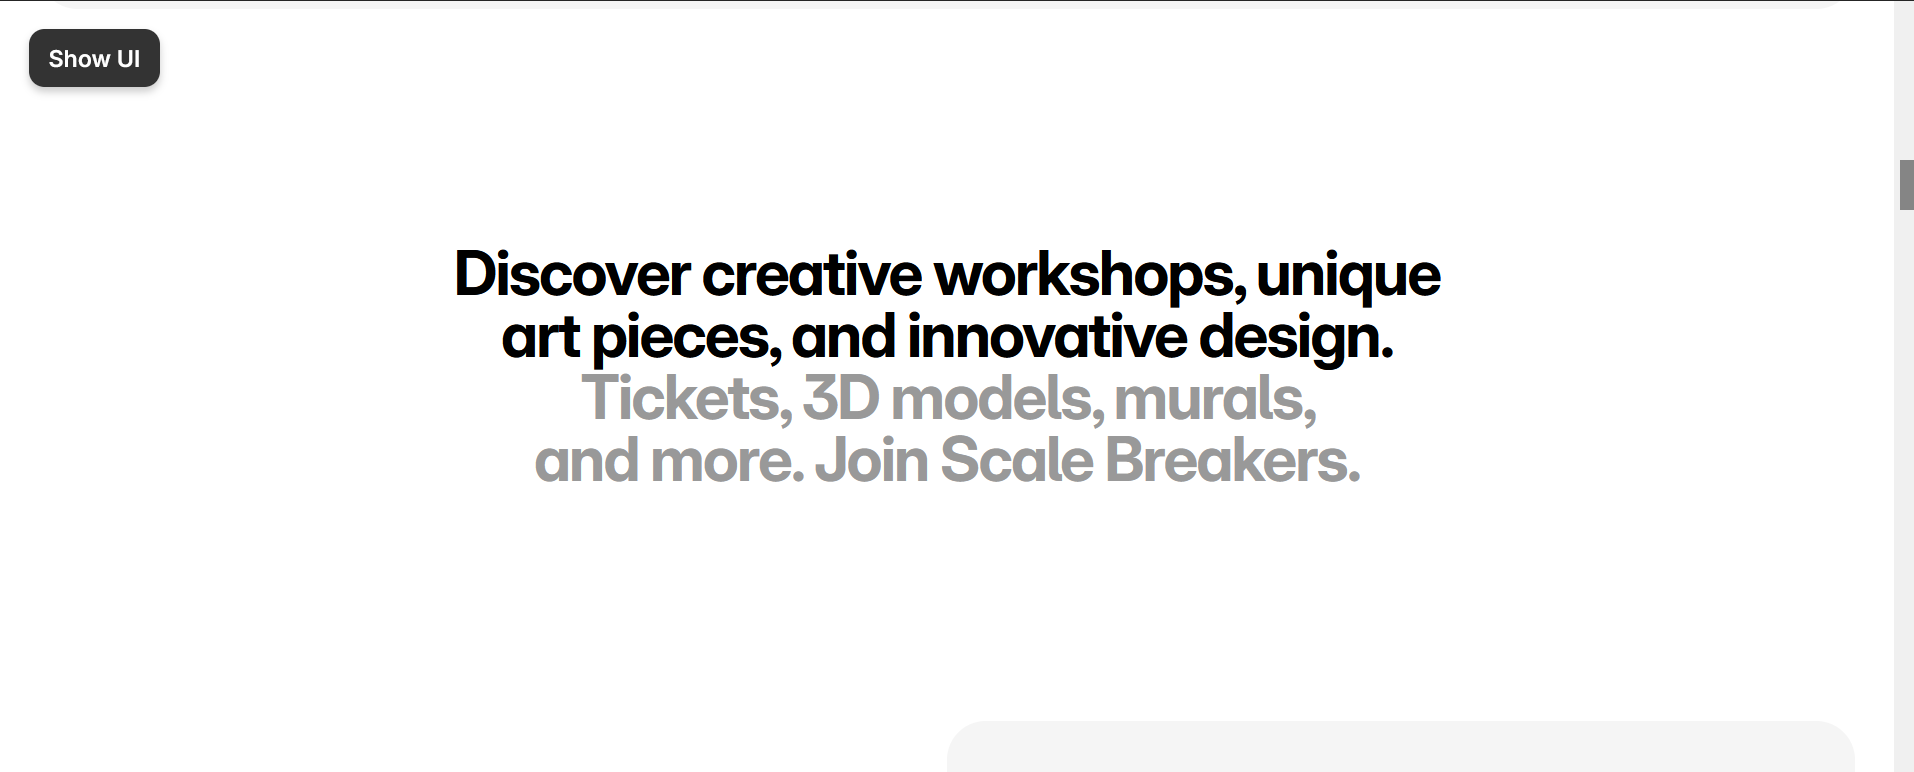 Show UI
Discover creative workshops, unique
art pieces, and innovative design.
Tickets, 3D models, murals,
and more. Join Scale Breakers.